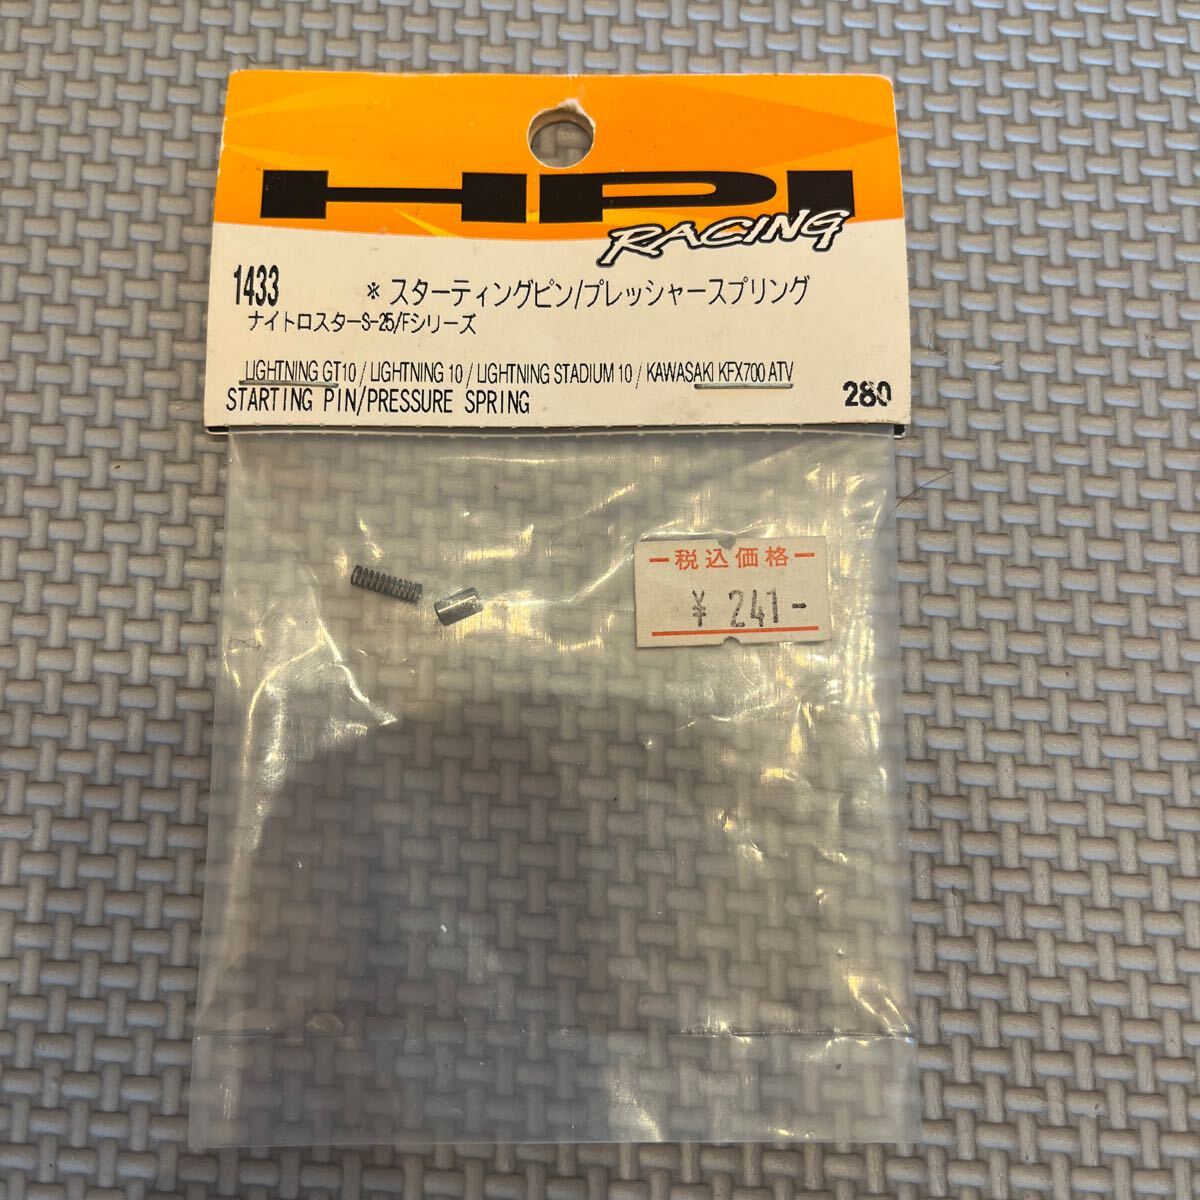 HPI
RACING
1433 ※ スターティングピン/プレッシャースプリング
ナイトロスターS-25/Fシリーズ
LIGHTNING GT10 / LIGHTNING 10 / LIGHTNING STADIUM 10 / KAWASAKI KFX700 ATV
STARTING PIN/PRESSURE SPRING 280
ー税込価格ー
¥ 241-